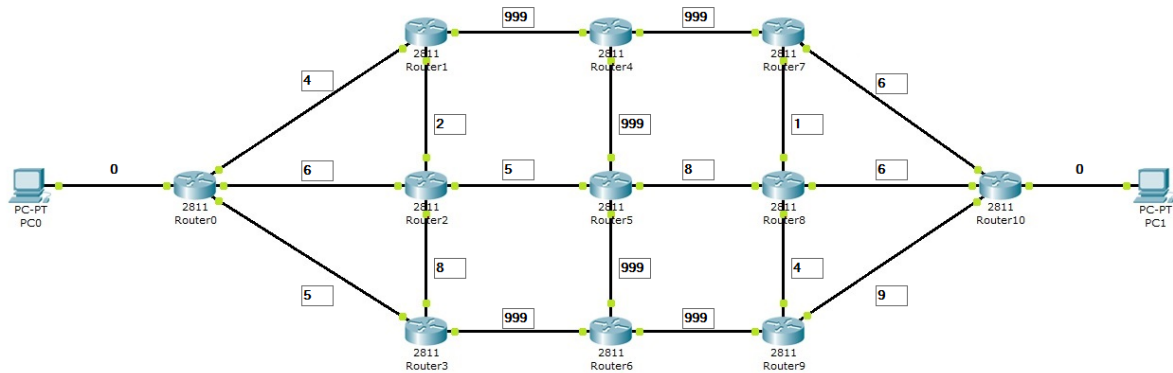 999
999
2811
Router1
2811
Router4
2811
Router7
4
6
2
999
1
0
6
5
8
6
0
PC-PT
PC0
2811
Router0
2811
Router2
2811
Router5
2811
Router8
2811
Router10
PC-PT
PC1
5
8
999
4
9
999
999
2811
Router3
2811
Router6
2811
Router9